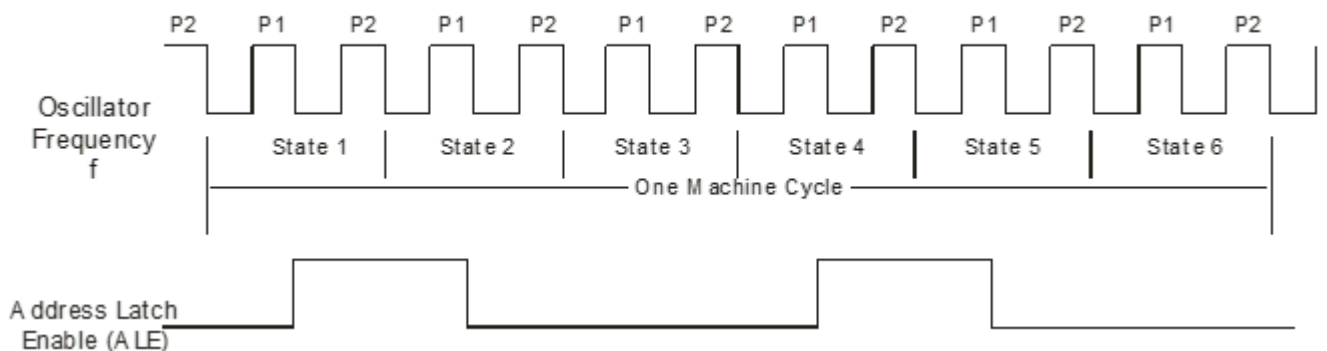 P2 P1 P2 P1 P2 P1 P2 P1 P2 P1 P2 P1 P2
Oscillator
Frequency
f
State 1 State 2 State 3 State 4 State 5 State 6
One Machine Cycle
Address Latch
Enable (ALE)